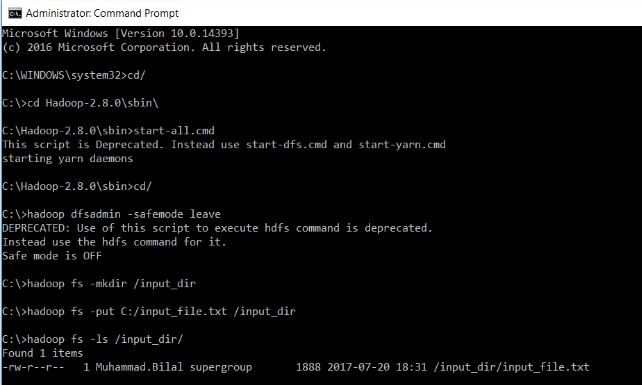 Administrator: Command Prompt
Microsoft Windows [Version 10.0.14393]
(c) 2016 Microsoft Corporation. All rights reserved.
C:\WINDOWS\system32>cd/
C:\>cd Hadoop-2.8.0\sbin\
C:\Hadoop-2.8.0\sbin>start-all.cmd
This script is Deprecated. Instead use start-dfs.cmd and start-yarn.cmd
starting yarn daemons
C:\Hadoop-2.8.0\sbin>cd/
C:\>hadoop dfsadmin -safemode leave
DEPRECATED: Use of this script to execute hdfs command is deprecated.
Instead use the hdfs command for it.
Safe mode is OFF
C:\>hadoop fs -mkdir /input_dir
C:\>hadoop fs -put C:/input_file.txt /input_dir
C:\>hadoop fs -ls /input_dir/
Found 1 items
-rw-r--r--   1 Muhammad.Bilal supergroup       1888 2017-07-20 18:31 /input_dir/input_file.txt